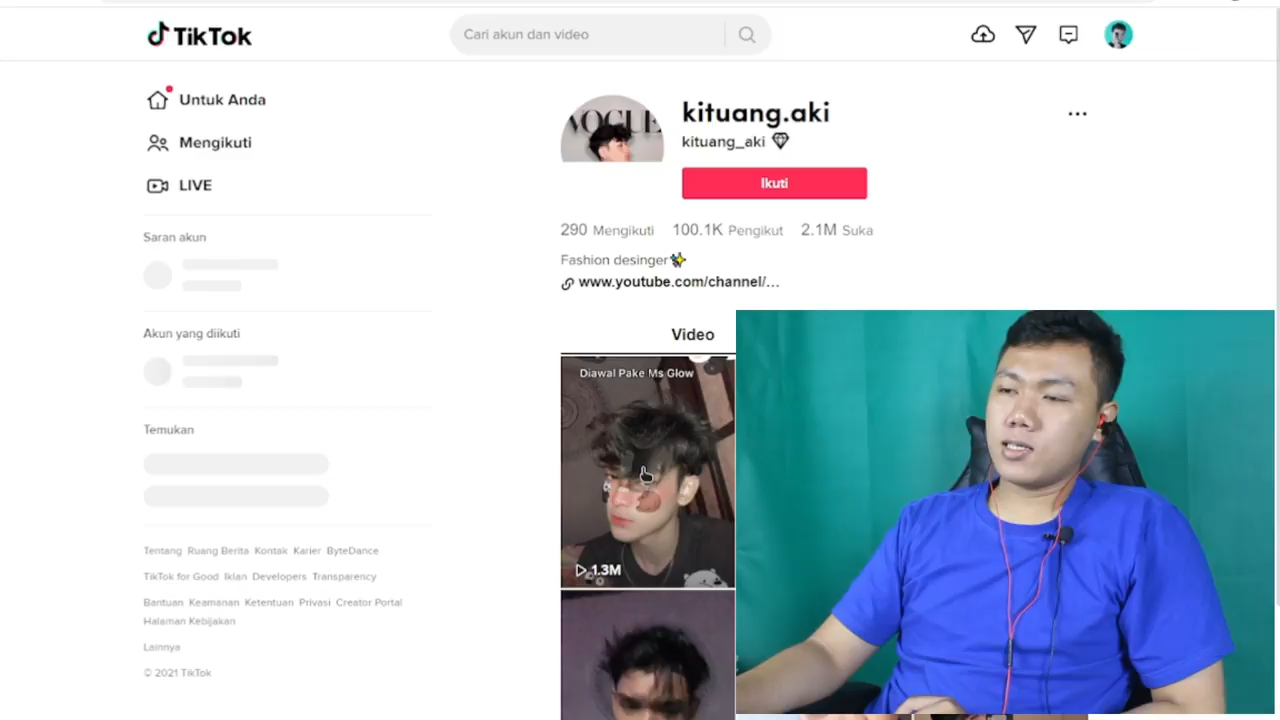 TikTok
Cari akun dan video
Untuk Anda
Mengikuti
LIVE
Saran akun
Akun yang diikuti
Temukan
Tentang Ruang Berita Kontak Karier ByteDance
TikTok for Good Iklan Developers Transparency
Bantuan Keamanan Ketentuan Privasi Creator Portal
Halaman Kebijakan
Lainnya
© 2021 TikTok
VOGUE
kituang.aki
kituang_aki
Ikuti
290 Mengikuti 100.1K Pengikut 2.1M Suka
Fashion desinger✨
www.youtube.com/channel/...
Video
Diawal Pake Ms Glow
1.3M